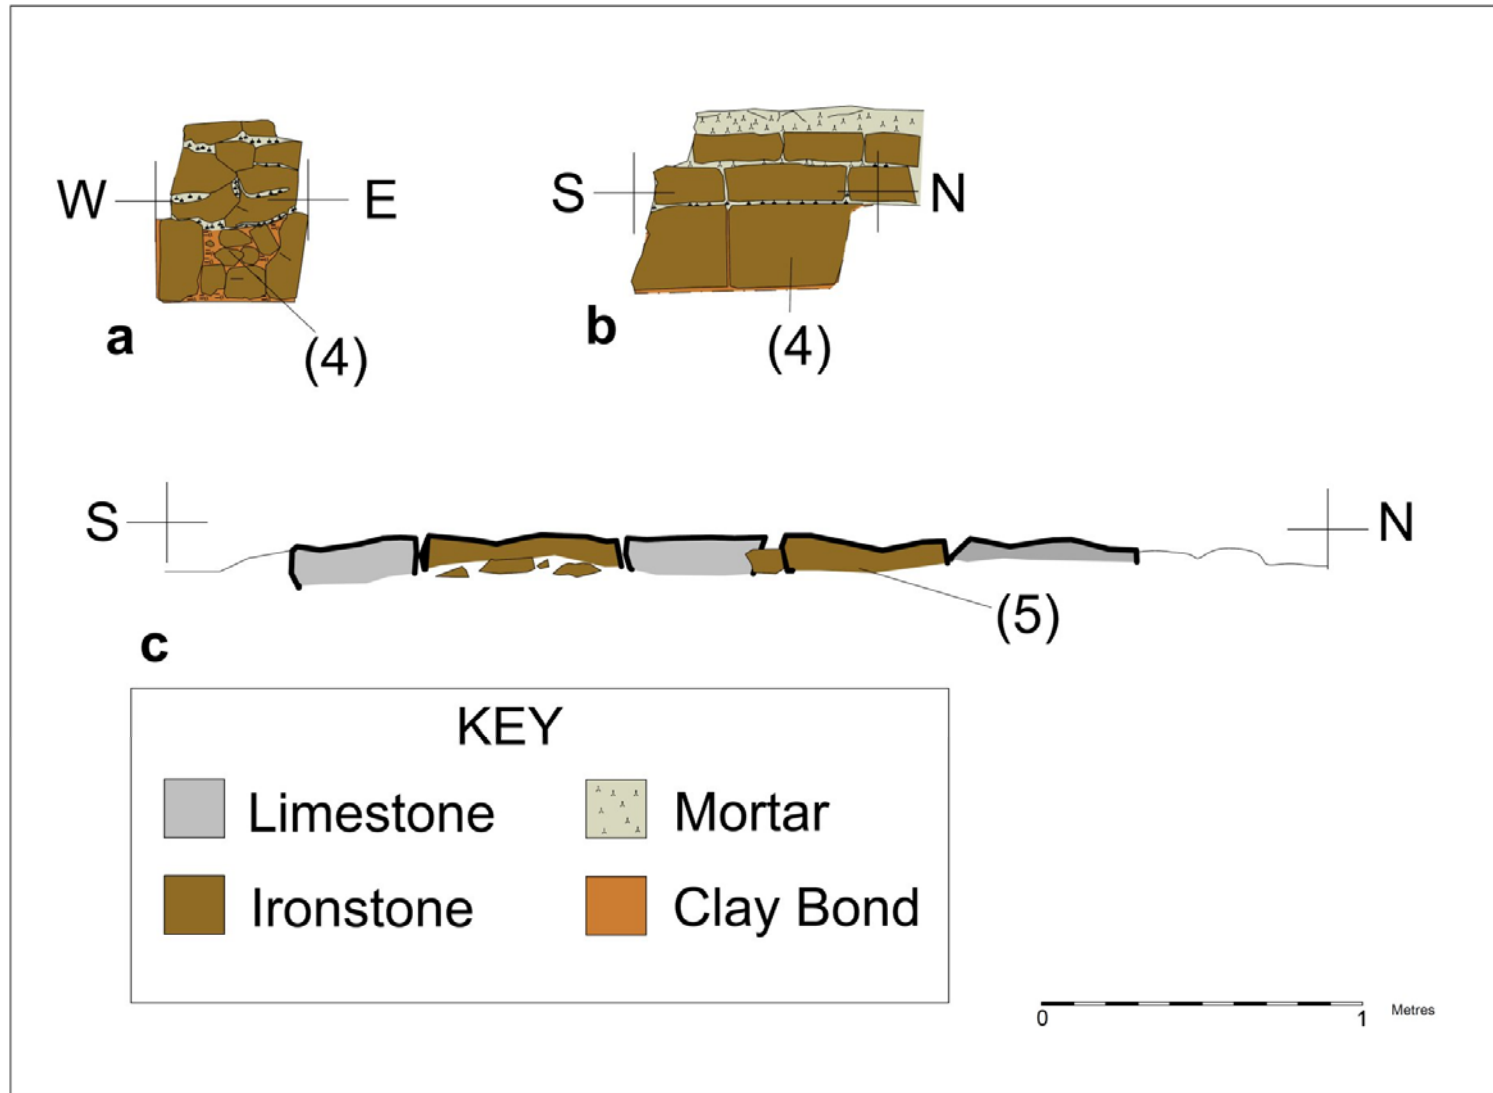 W E
a
(4)
S N
b
(4)
S N
c
(5)
KEY
Limestone
Mortar
Ironstone
Clay Bond
0 1 Metres